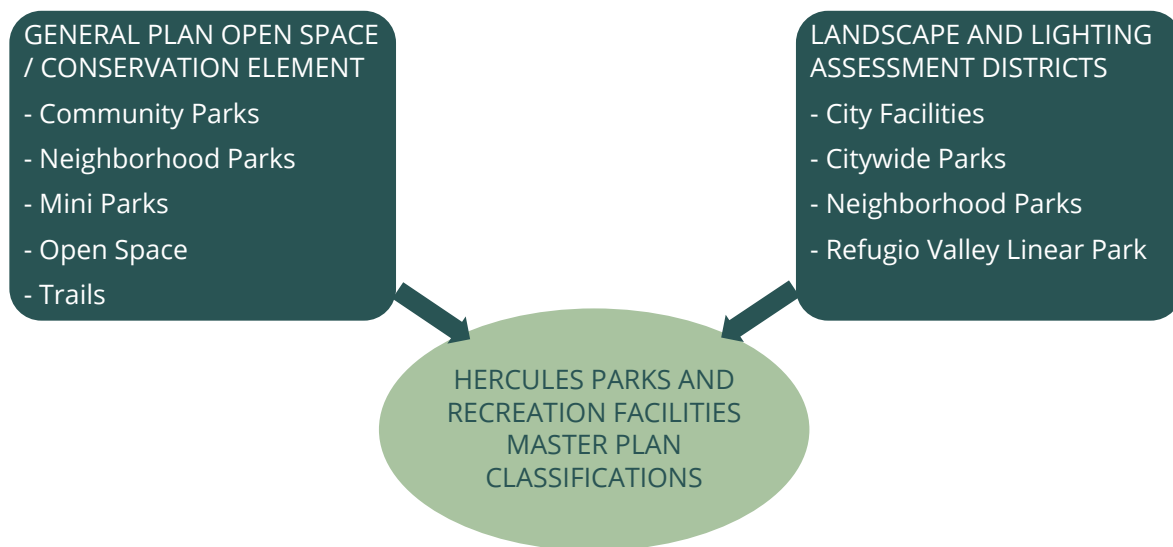 GENERAL PLAN OPEN SPACE
/ CONSERVATION ELEMENT
- Community Parks
- Neighborhood Parks
- Mini Parks
- Open Space
- Trails
LANDSCAPE AND LIGHTING
ASSESSMENT DISTRICTS
- City Facilities
- Citywide Parks
- Neighborhood Parks
- Refugio Valley Linear Park
HERCULES PARKS AND
RECREATION FACILITIES
MASTER PLAN
CLASSIFICATIONS